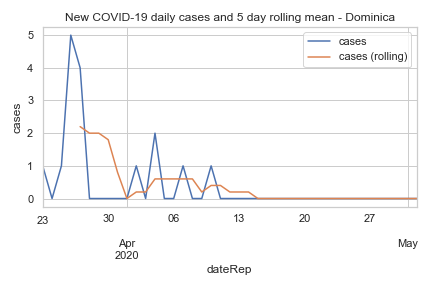 New COVID-19 daily cases and 5 day rolling mean - Dominica
cases
cases (rolling)
cases
5
4
3
2
1
0
23 30 06 13 20 27
Apr May
2020
dateRep